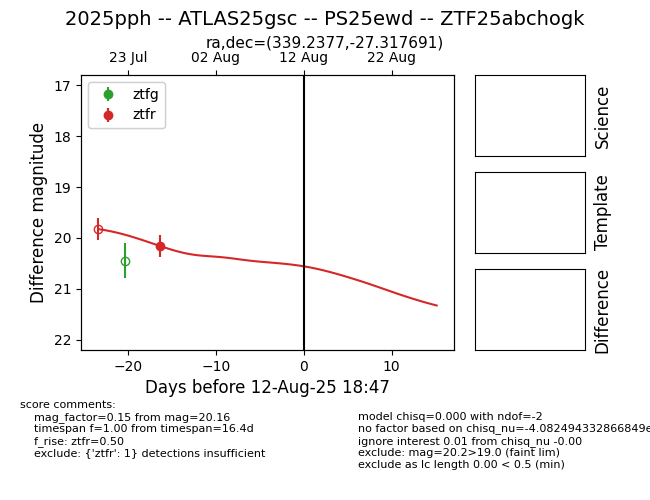 2025pph -- ATLAS25gsc -- PS25ewd -- ZTF25abchogk
ra,dec=(339.2377,-27.317691)
23 Jul 02 Aug 12 Aug 22 Aug
ztfg
ztfr
17
18
19
20
21
22
Difference magnitude
−20 −10 0 10
Days before 12-Aug-25 18:47
Science
Template
Difference
score comments:
mag_factor=0.15 from mag=20.16
timespan f=1.00 from timespan=16.4d
f_rise: ztfr=0.50
exclude: {'ztfr': 1} detections insufficient
model chisq=0.000 with ndof=-2
no factor based on chisq_nu=-4.082494332866849e
ignore interest 0.01 from chisq_nu -0.00
exclude: mag=20.2>19.0 (faint lim)
exclude as lc length 0.00 < 0.5 (min)